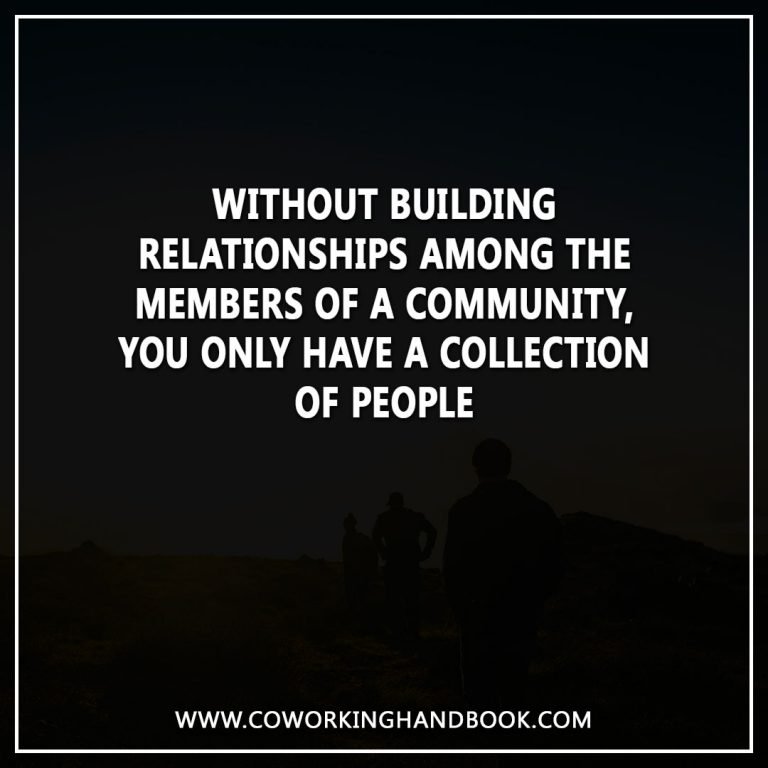 WITHOUT BUILDING
RELATIONSHIPS AMONG THE
MEMBERS OF A COMMUNITY,
YOU ONLY HAVE A COLLECTION
OF PEOPLE
WWW.COWORKINGHANDBOOK.COM